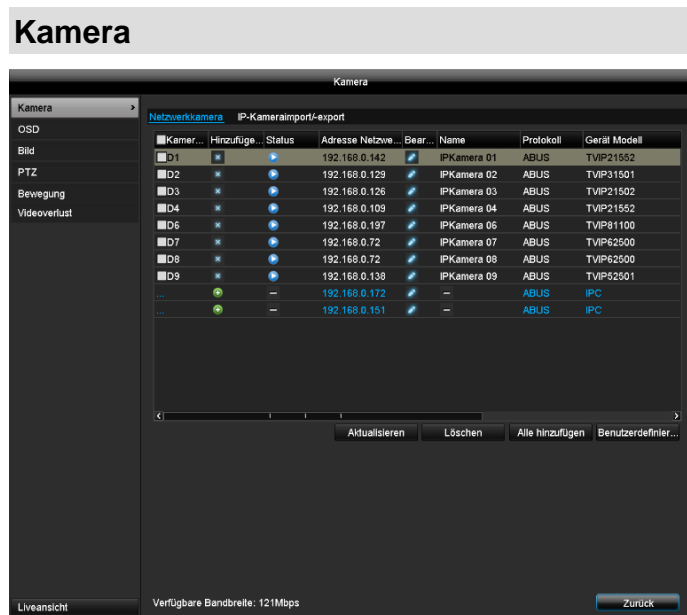 Kamera
Kamera
Kamera
OSD
Bild
PTZ
Bewegung
Videoverlust
Liveansicht
Netzwerkkamera IP-Kameraimport/-export
Kamer... Hinzufüge... Status Adresse Netzwe... Bear... Name Protokoll Gerät Modell
D1 192.168.0.142 IPKamera 01 ABUS TVIP21552
D2 192.168.0.129 IPKamera 02 ABUS TVIP31501
D3 192.168.0.126 IPKamera 03 ABUS TVIP21502
D4 192.168.0.109 IPKamera 04 ABUS TVIP21552
D6 192.168.0.197 IPKamera 06 ABUS TVIP81100
D7 192.168.0.72 IPKamera 07 ABUS TVIP62500
D8 192.168.0.72 IPKamera 08 ABUS TVIP62500
D9 192.168.0.138 IPKamera 09 ABUS TVIP52501
... – 192.168.0.172 – ABUS IPC
... – 192.168.0.151 – ABUS IPC
Aktualisieren Löschen Alle hinzufügen Benutzerdefinier...
Verfügbare Bandbreite: 121Mbps Zurück